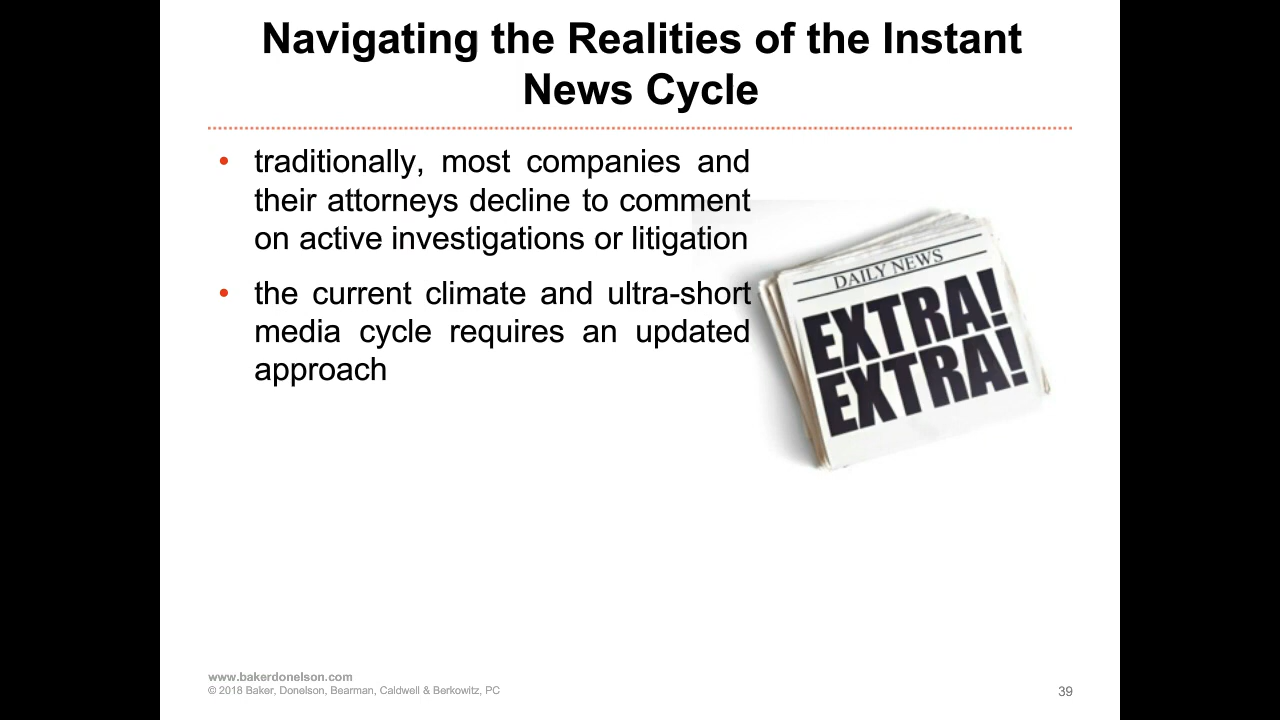 Navigating the Realities of the Instant
News Cycle
• traditionally, most companies and
their attorneys decline to comment
on active investigations or litigation
• the current climate and ultra-short
media cycle requires an updated
approach
DAILY NEWS
EXTRA!
EXTRA!
www.bakerdonelson.com
© 2018 Baker, Donelson, Bearman, Caldwell & Berkowitz, PC
39